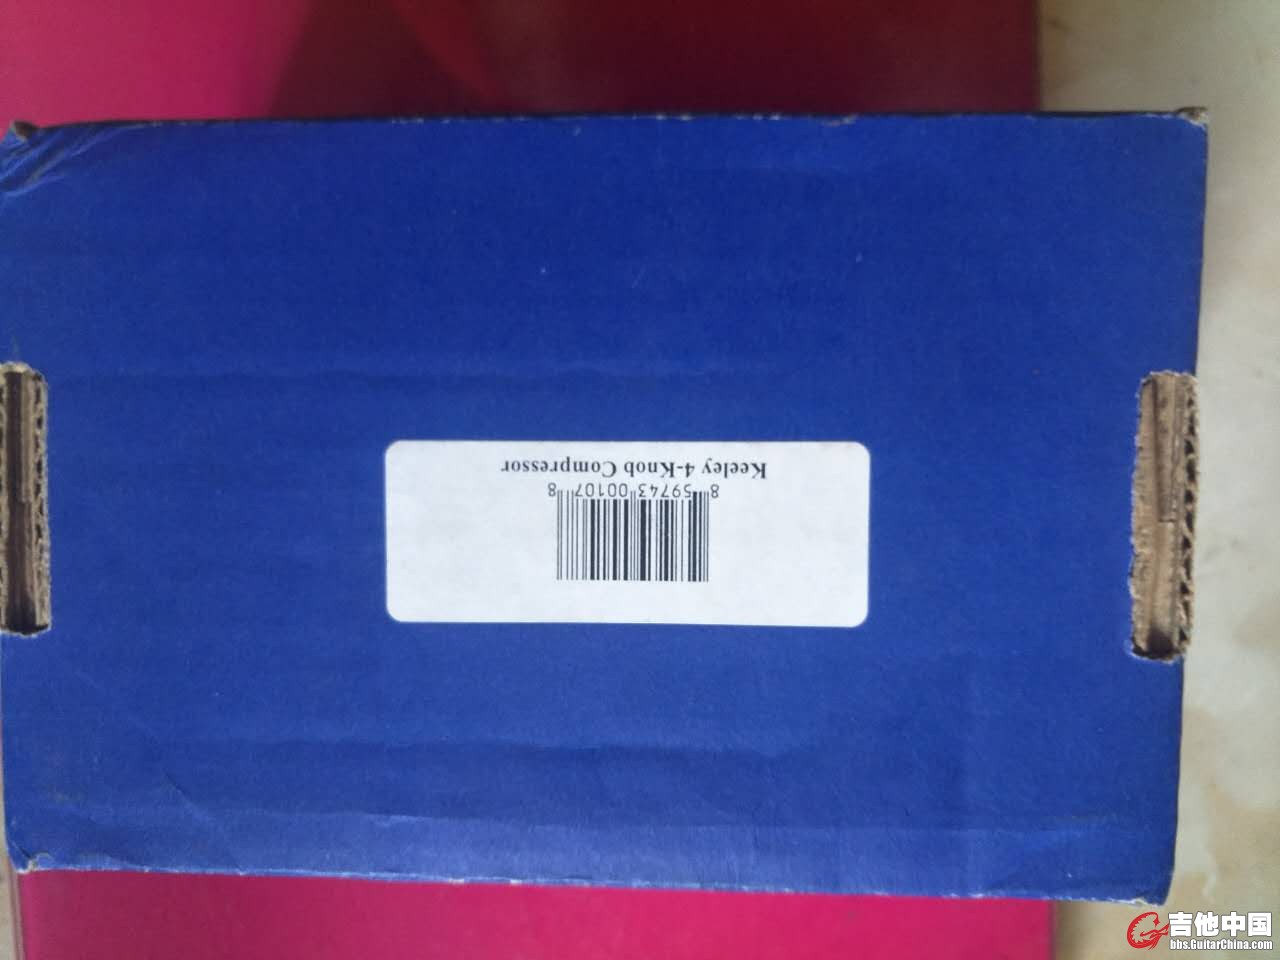 8 59743 00107 8
Keeley 4-Knob Compressor
吉他中国
bbs.GuitarChina.com